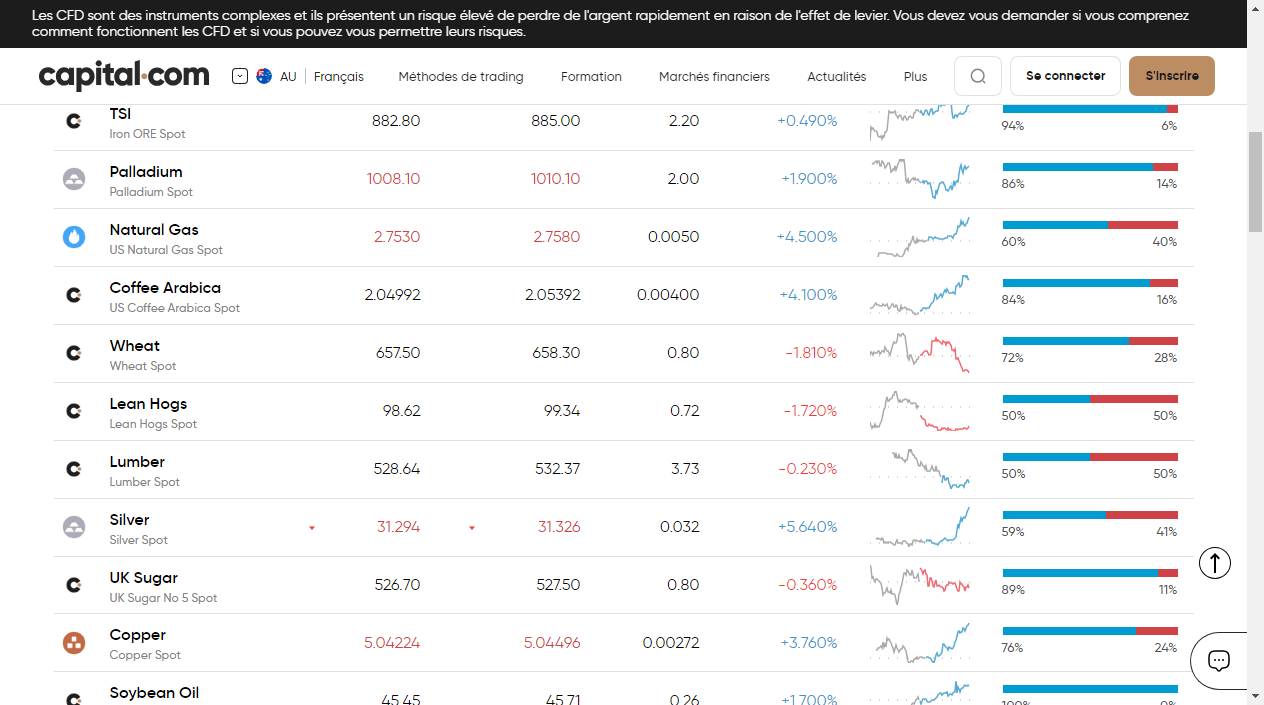 Les CFD sont des instruments complexes et ils présentent un risque élevé de perdre de l'argent rapidement en raison de l'effet de levier. Vous devez vous demander si vous comprenez
comment fonctionnent les CFD et si vous pouvez vous permettre leurs risques.
capital.com AU Français Méthodes de trading Formation Marchés financiers Actualités Plus Se connecter S'inscrire
TSI 882.80 885.00 2.20 +0.490%
Iron ORE Spot 94% 6%
Palladium 1008.10 1010.10 2.00 +1.900%
Palladium Spot 86% 14%
Natural Gas 2.7530 2.7580 0.0050 +4.500%
US Natural Gas Spot 60% 40%
Coffee Arabica 2.04992 2.05392 0.00400 +4.100%
US Coffee Arabica Spot 84% 16%
Wheat 657.50 658.30 0.80 -1.810%
Wheat Spot 72% 28%
Lean Hogs 98.62 99.34 0.72 -1.720%
Lean Hogs Spot 50% 50%
Lumber 528.64 532.37 3.73 -0.230%
Lumber Spot 50% 50%
Silver 31.294 31.326 0.032 +5.640%
Silver Spot 59% 41%
UK Sugar 526.70 527.50 0.80 -0.360%
UK Sugar No 5 Spot 89% 11%
Copper 5.04224 5.04496 0.00272 +3.760%
Copper Spot 76% 24%
Soybean Oil 45.45 45.71 0.26 +1.700%
100% 0%